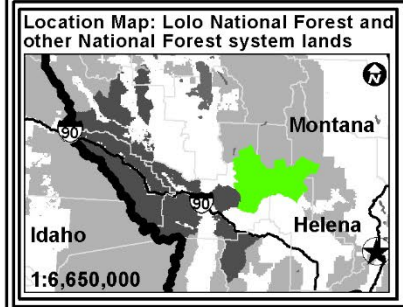 Location Map: Lolo National Forest and
other National Forest system lands
N
Montana
90
90
Idaho
Helena
1:6,650,000